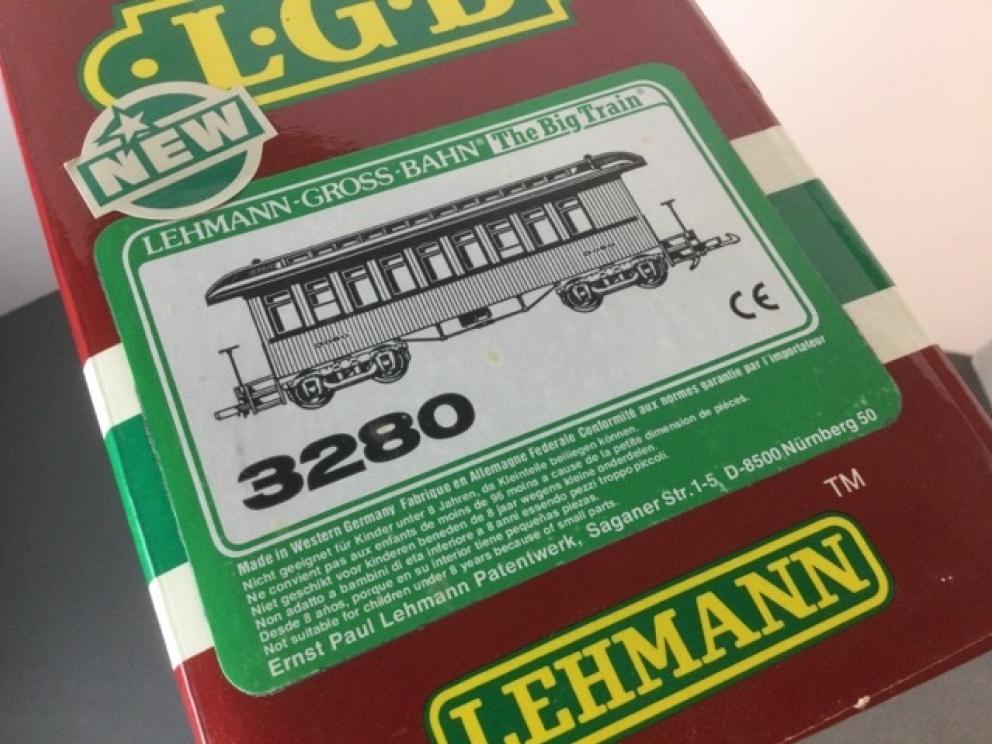 L·G·B
NEW
LEHMANN-GROSS-BAHN® The Big Train®
CE
3280
Made in Western Germany Fabrique en Allemagne Federale Conformité aux normes garantie par l'importateur
Nicht geeignet für Kinder unter 8 Jahren, da Kleinteile beiliegen können.
Ne convient pas aux enfants de moins de 96 mois a cause de la petite dimension de pièces.
Niet geschikt voor kinderen beneden de 8 jaar wegens kleine onderdelen.
Non adatto a bambini di eta inferiore a 8 anni essendo pezzi troppo piccoli.
Desde 8 años, porque en su interior tiene pequeñas piezas.
Not suitable for children under 8 years because of small parts.
Ernst Paul Lehmann Patentwerk, Saganer Str. 1-5, D-8500 Nürnberg 50
TM
LEHMANN